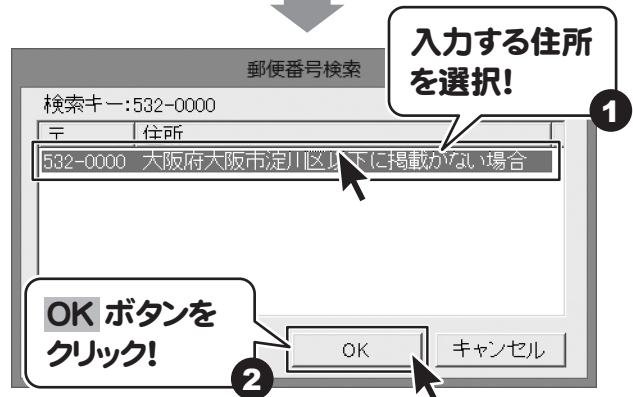 郵便番号検索
入力する住所
を選択!
1
検索キー:532-0000
〒 住所
532-0000 大阪府大阪市淀川区以下に掲載がない場合
OK ボタンを
クリック!
2
OK キャンセル